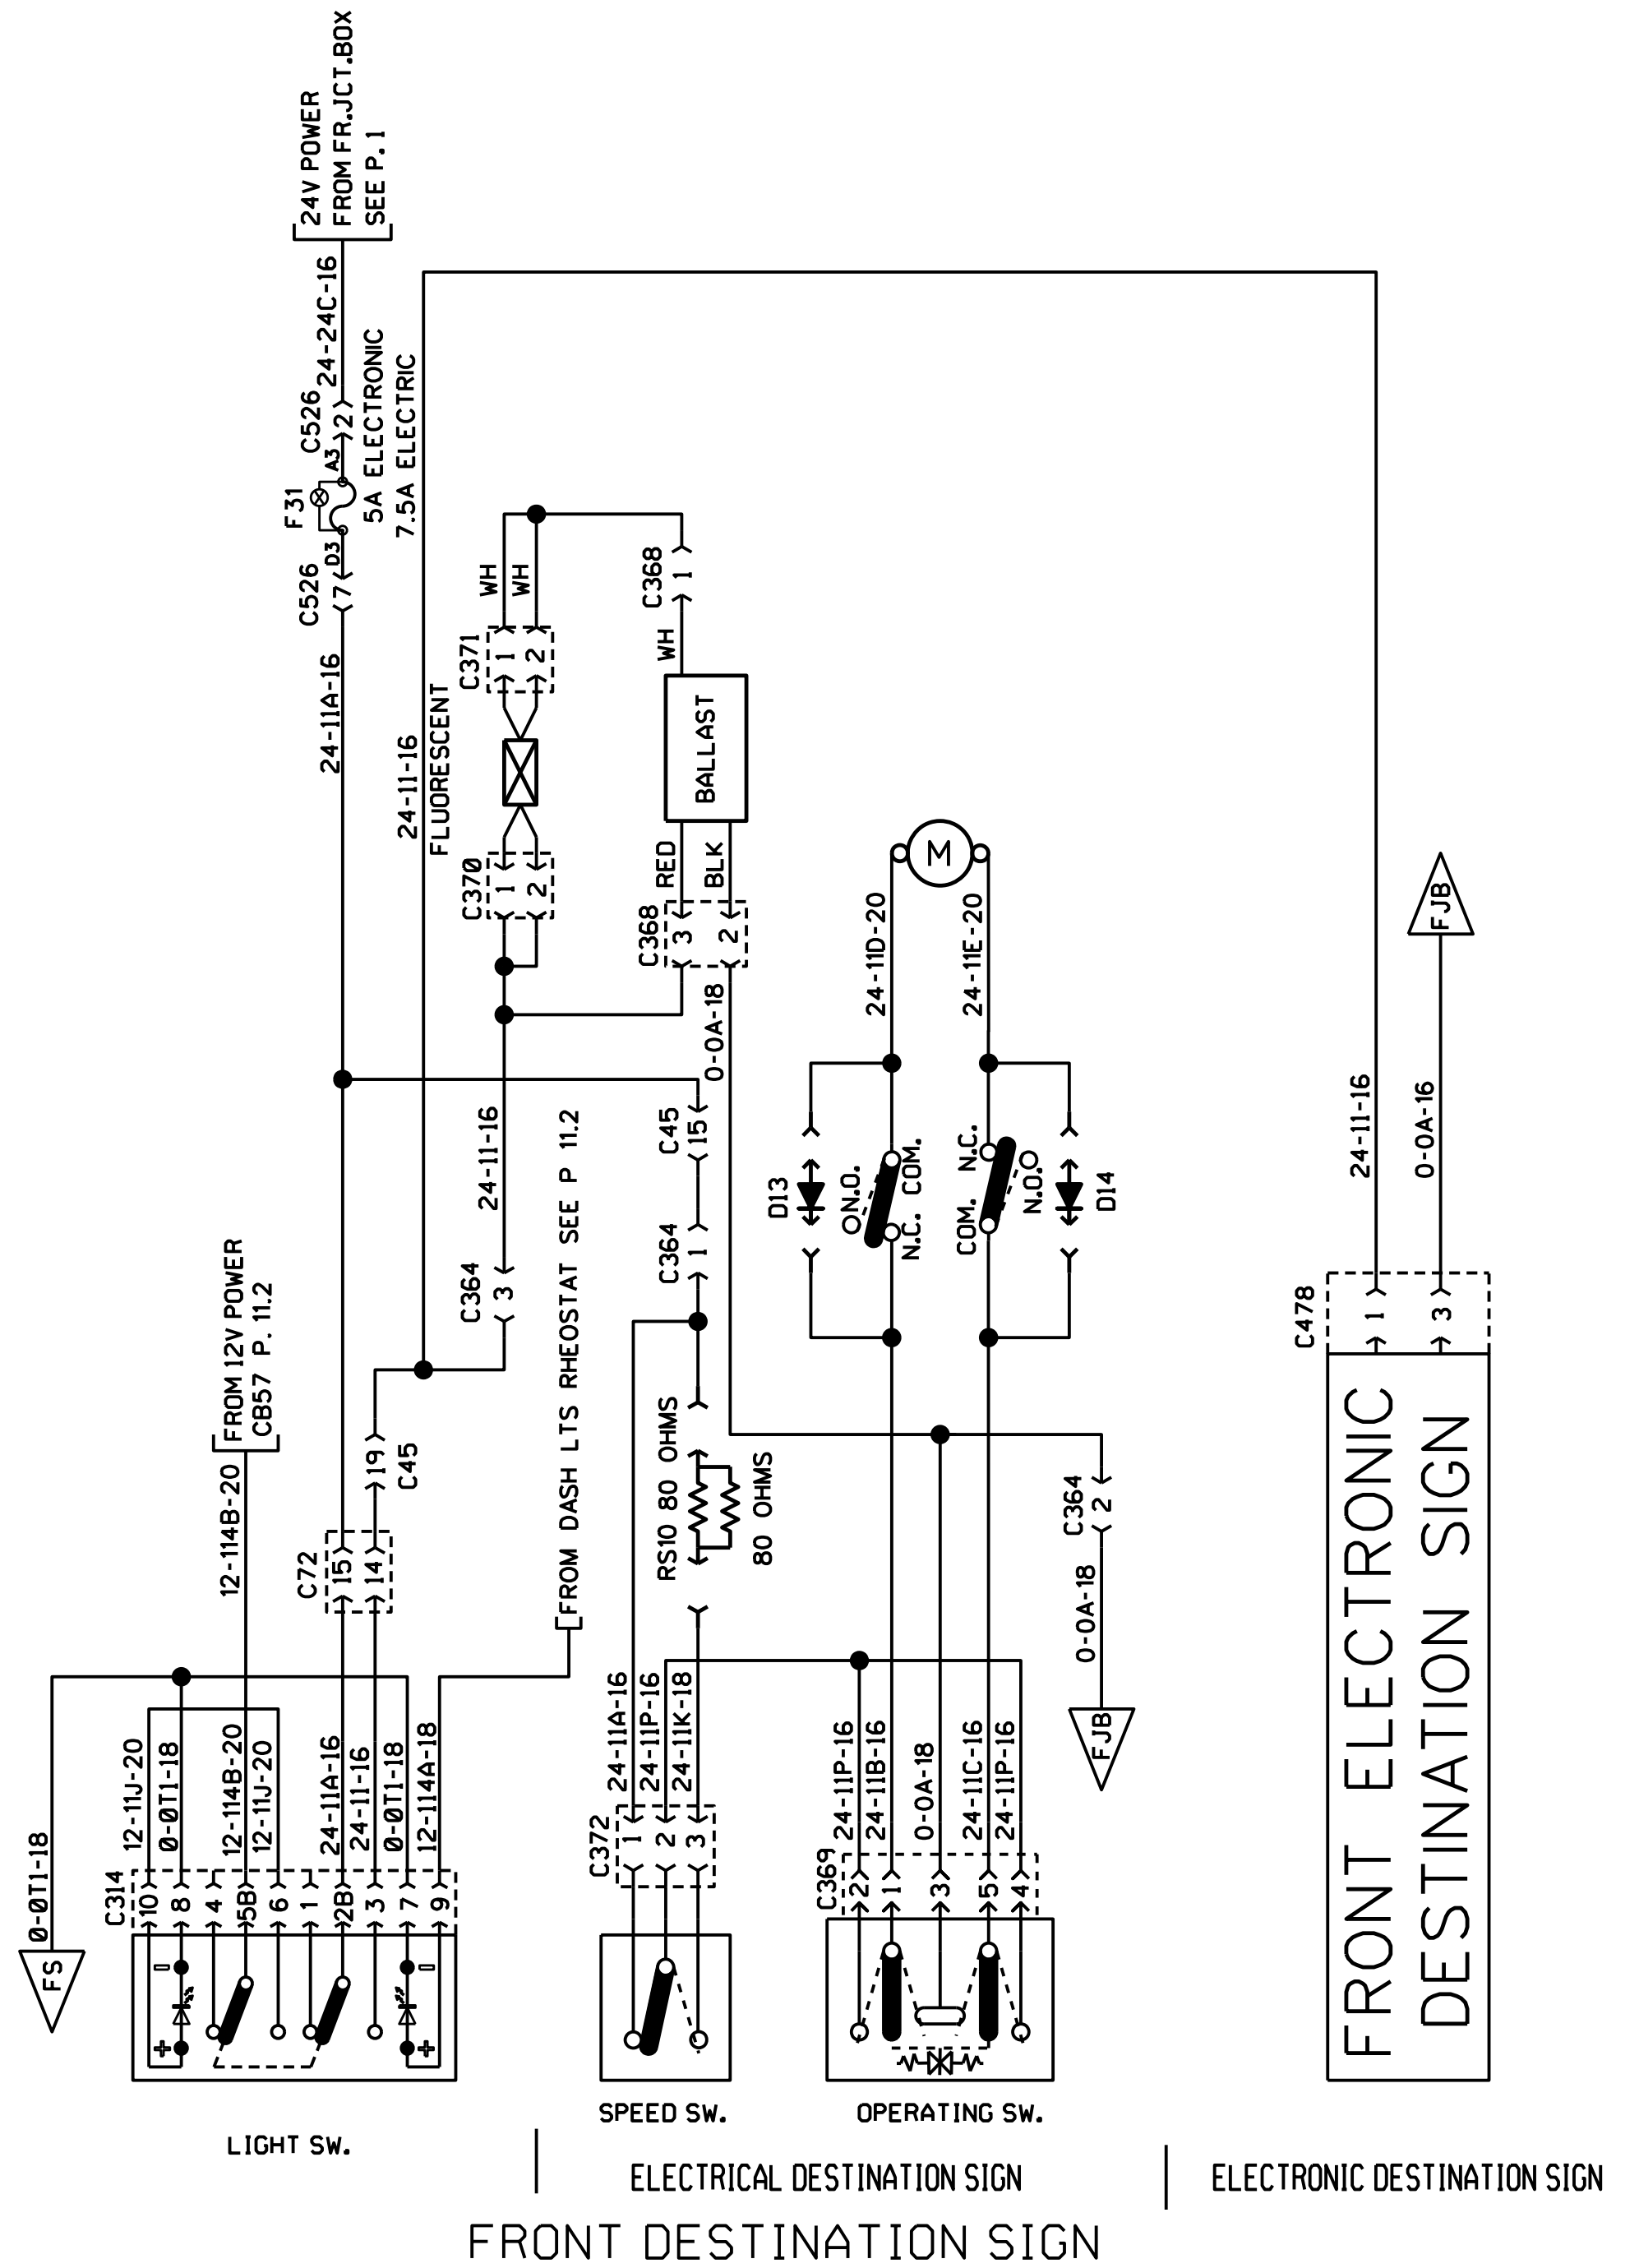 24V POWER
FROM FR.JCT.BOX
SEE P. 1
24-24C-16
C526
2
A3
F31
5A ELECTRONIC
7.5A ELECTRIC
D3
7
C526
24-11A-16
24-11-16
FLUORESCENT
WH
WH
C371
1
2
C370
1
2
C368
1
WH
BALLAST
RED
BLK
C368
3
2
0-0A-18
24-11-16
C364
3
C45
15
C364
1
FROM 12V POWER
CB57 P. 11.2
12-114B-20
19
C45
C72
15
14
FROM DASH LTS RHEOSTAT SEE P 11.2
RS10 80 OHMS
80 OHMS
M
24-11D-20
24-11E-20
D13
N.O.
N.C. COM.
COM. N.C.
N.O.
D14
C364
2
0-0A-18
FJB
FJB
24-11-16
0-0A-16
C478
1
3
FRONT ELECTRONIC
DESTINATION SIGN
0-0T1-18
FS
12-11J-20
0-0T1-18
12-114B-20
12-11J-20
24-11A-16
24-11-16
0-0T1-18
12-114A-18
C314
10
8
4
5B
6
1
2B
3
7
9
24-11A-16
24-11P-16
24-11K-18
C372
1
2
3
24-11P-16
24-11B-16
0-0A-18
24-11C-16
24-11P-16
C369
2
1
3
5
4
LIGHT SW.
SPEED SW.
OPERATING SW.
ELECTRICAL DESTINATION SIGN
ELECTRONIC DESTINATION SIGN
FRONT DESTINATION SIGN